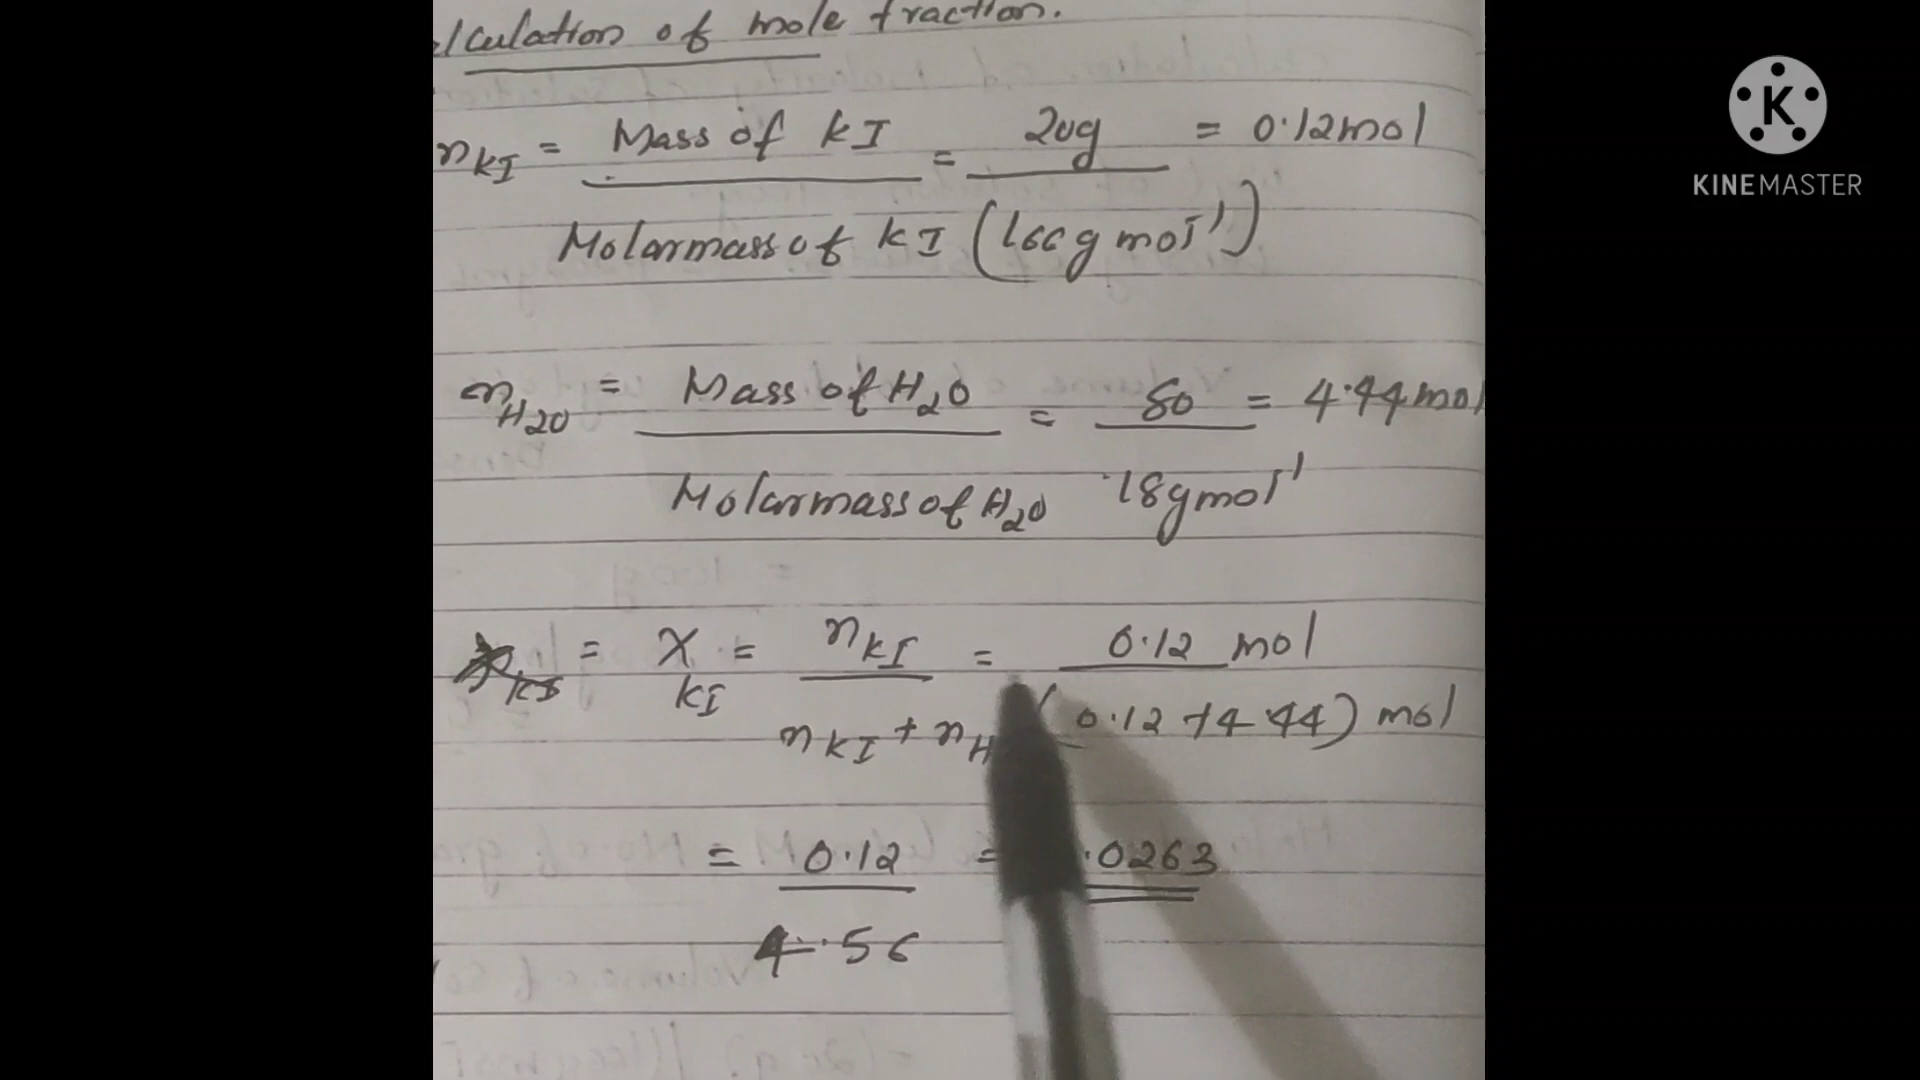 lculation of mole fraction.
nKI = Mass of KI = 20g = 0.12mol
Molarmass of KI (166g mol⁻¹)
nH2O = Mass of H2O = 80 = 4.44mol
Molarmass of H2O 18gmol⁻¹
= XKI = nKI = 0.12 mol
nKI + nH (0.12 + 4.44) mol
= 0.12 = .0263
4.56
K
KINEMASTER